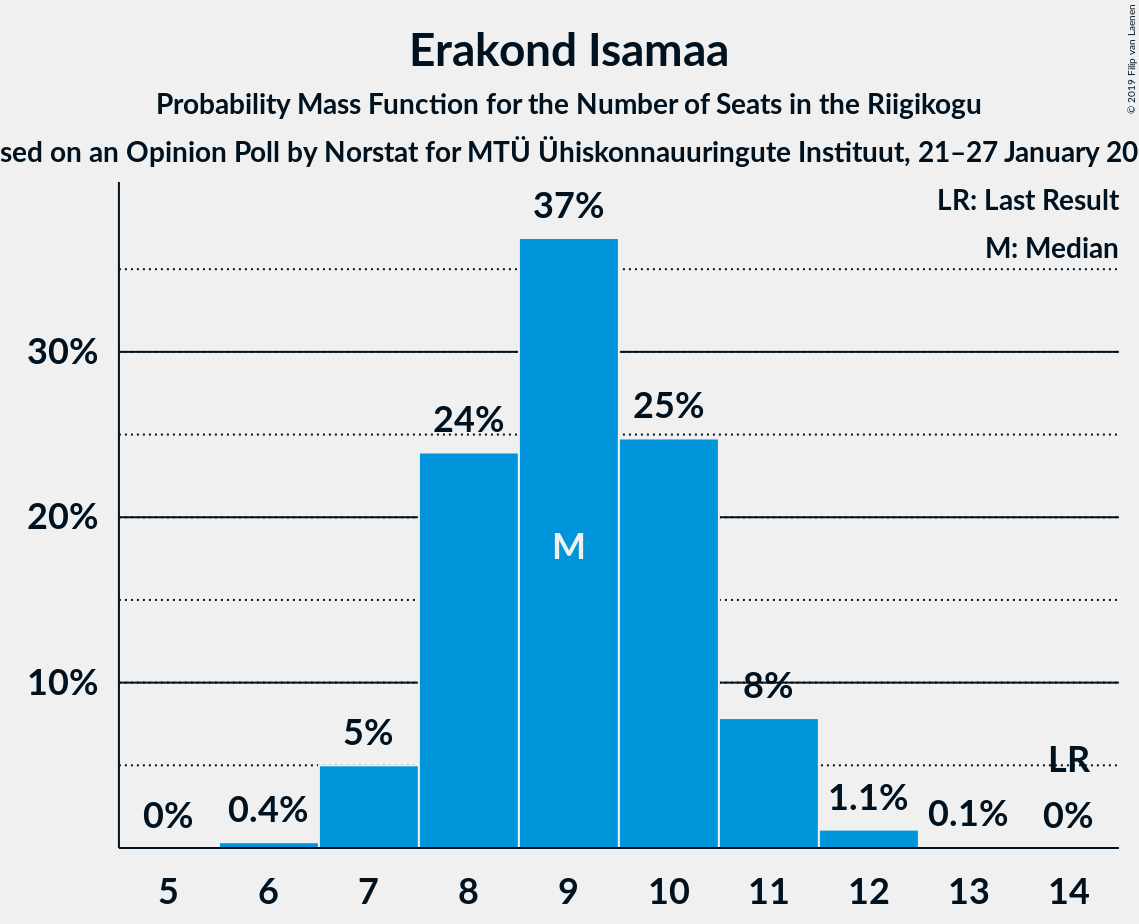 Erakond Isamaa
Probability Mass Function for the Number of Seats in the Riigikogu
sed on an Opinion Poll by Norstat for MTÜ Ühiskonnauuringute Instituut, 21–27 January 20
© 2019 Filip van Laenen
LR: Last Result
M: Median
37%
30%
25%
24%
20%
M
10%
8%
5%
LR
1.1%
0.4%
0.1%
0%
0%
5 6 7 8 9 10 11 12 13 14